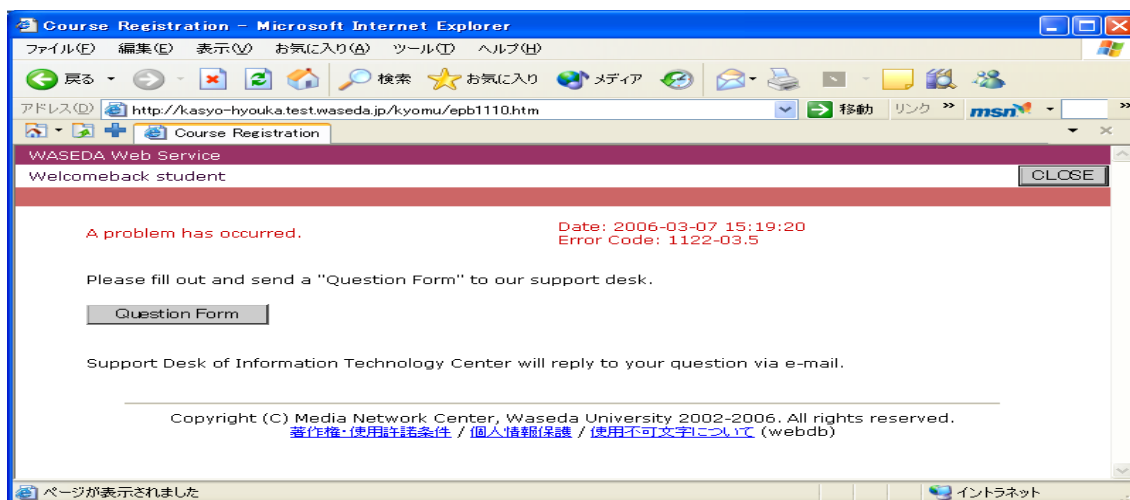 Course Registration - Microsoft Internet Explorer
ファイル(F) 編集(E) 表示(V) お気に入り(A) ツール(T) ヘルプ(H)
戻る 検索 お気に入り メディア
アドレス(D) http://kasyo-hyouka.test.waseda.jp/kyomu/epb1110.htm 移動 リンク » msn »
Course Registration
WASEDA Web Service
Welcomeback student CLOSE
A problem has occurred. Date: 2006-03-07 15:19:20
Error Code: 1122-03.5
Please fill out and send a "Question Form" to our support desk.
Question Form
Support Desk of Information Technology Center will reply to your question via e-mail.
Copyright (C) Media Network Center, Waseda University 2002-2006. All rights reserved.
著作権・使用許諾条件 / 個人情報保護 / 使用不可文字について (webdb)
ページが表示されました イントラネット